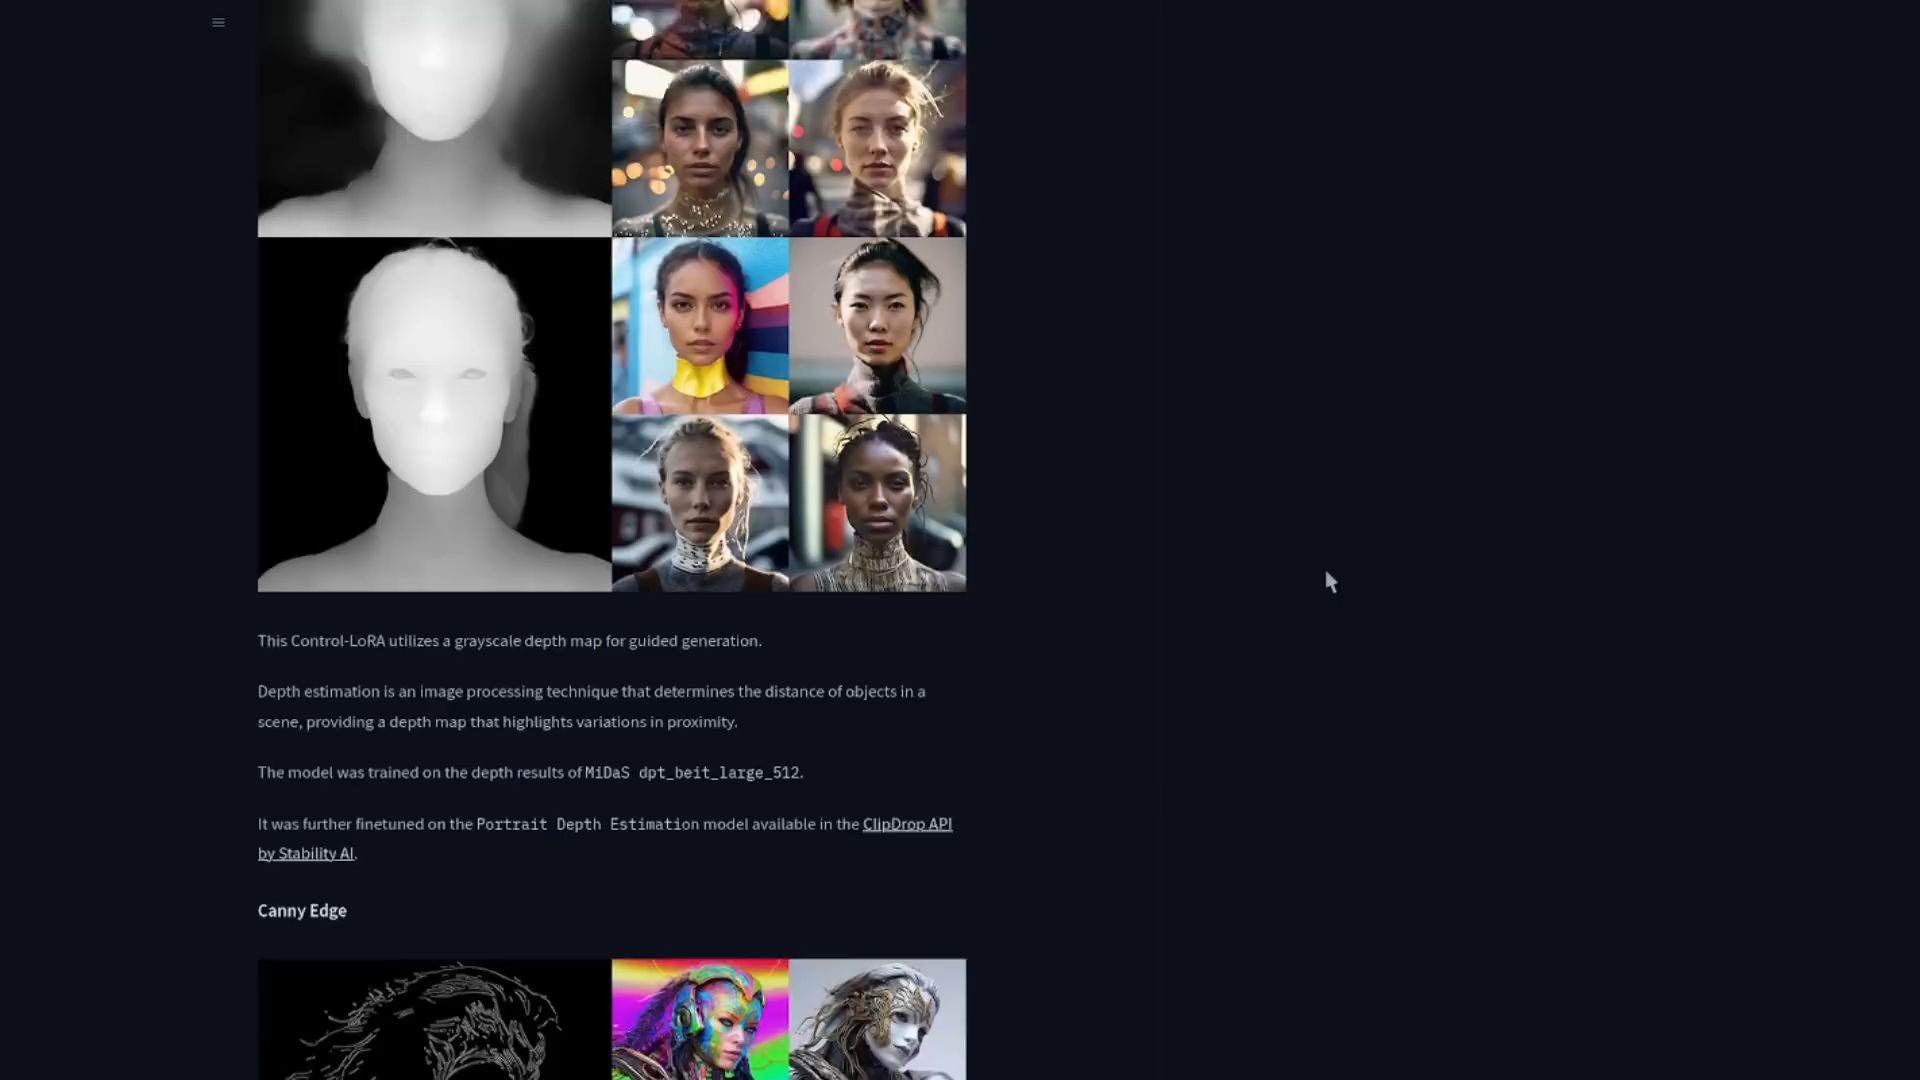 This Control-LoRA utilizes a grayscale depth map for guided generation.
Depth estimation is an image processing technique that determines the distance of objects in a
scene, providing a depth map that highlights variations in proximity.
The model was trained on the depth results of MiDaS dpt_beit_large_512.
It was further finetuned on the Portrait Depth Estimation model available in the ClipDrop API
by Stability AI.
Canny Edge